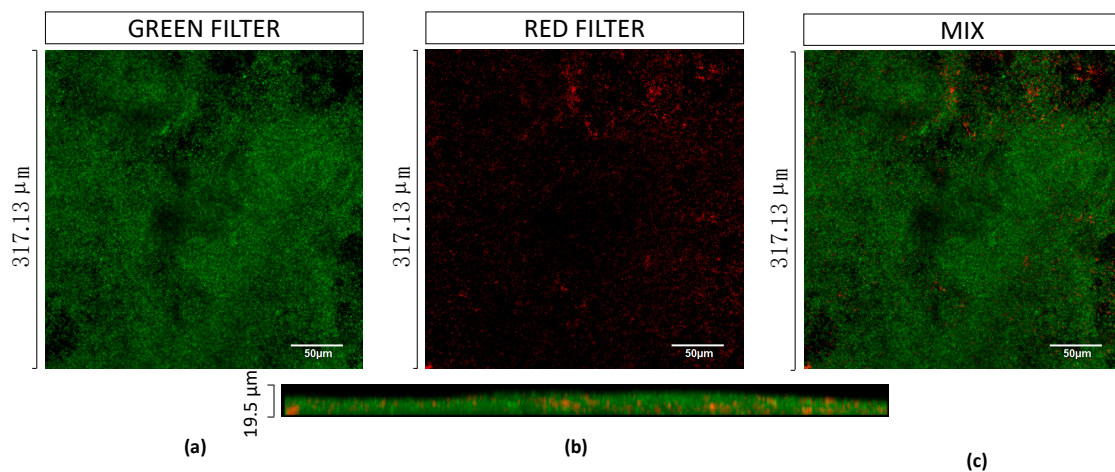 GREEN FILTER
RED FILTER
MIX
317.13 μm
317.13 μm
317.13 μm
50μm
50μm
50μm
19.5 μm
(a)
(b)
(c)